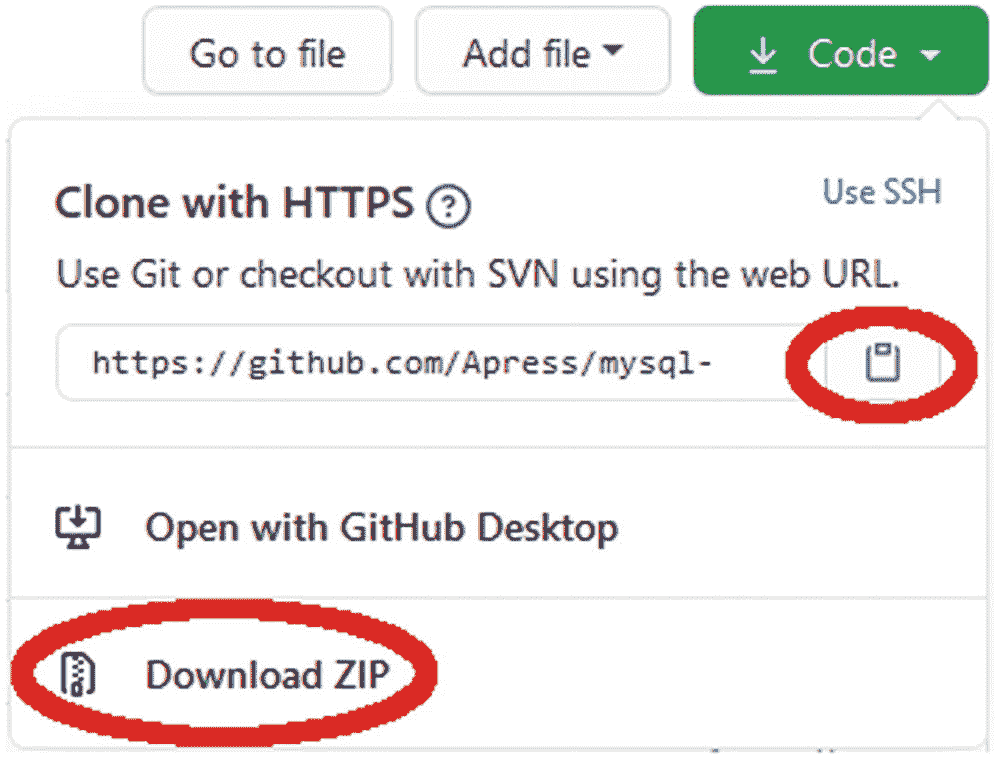 Go to file
Add file
Code
Clone with HTTPS
Use SSH
Use Git or checkout with SVN using the web URL.
https://github.com/Apress/mysql-
Open with GitHub Desktop
Download ZIP